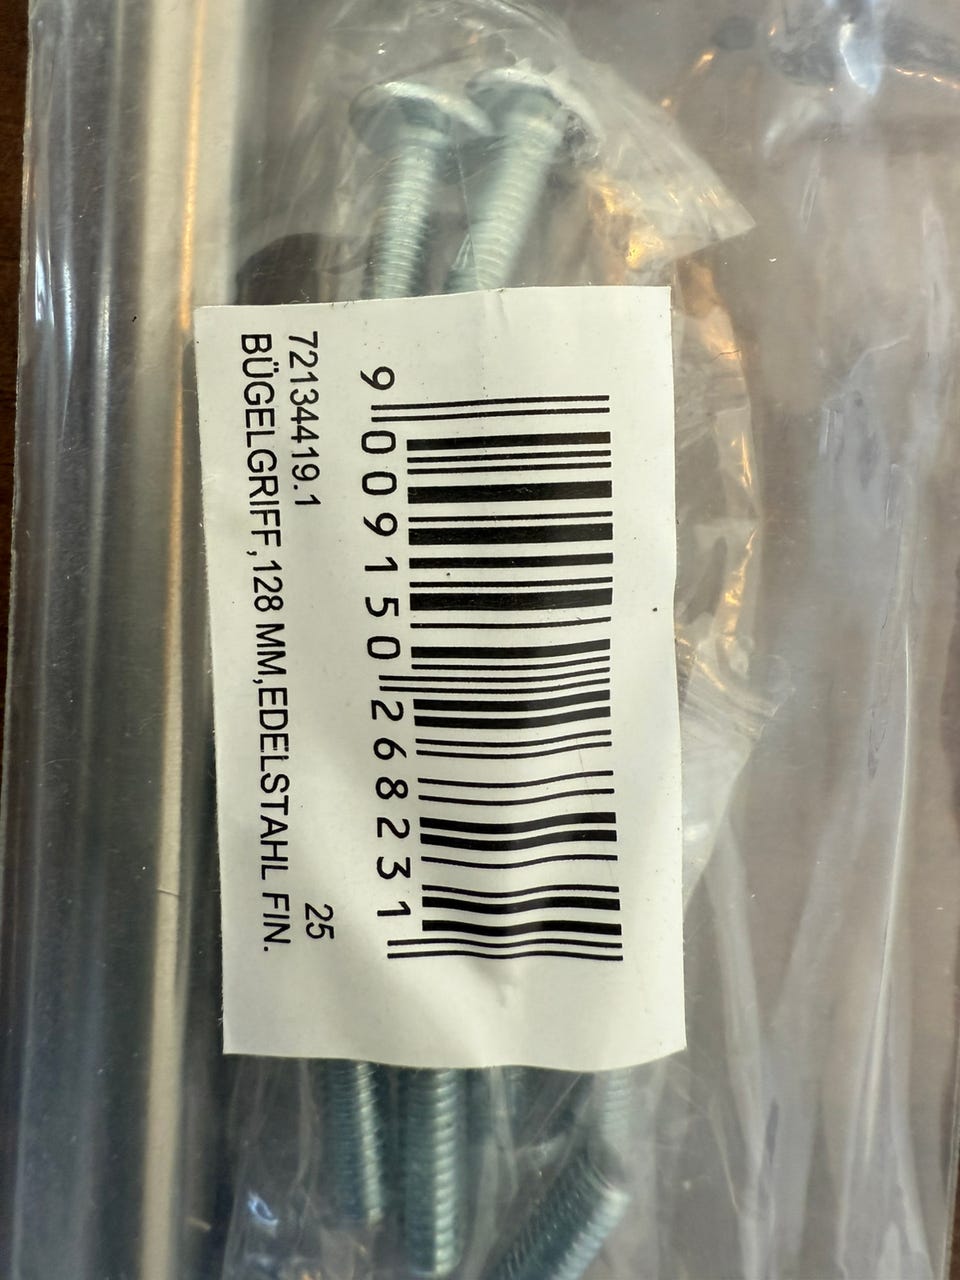 9 009150 268231
72134419.1 25
BÜGELGRIFF,128 MM,EDELSTAHL FIN.